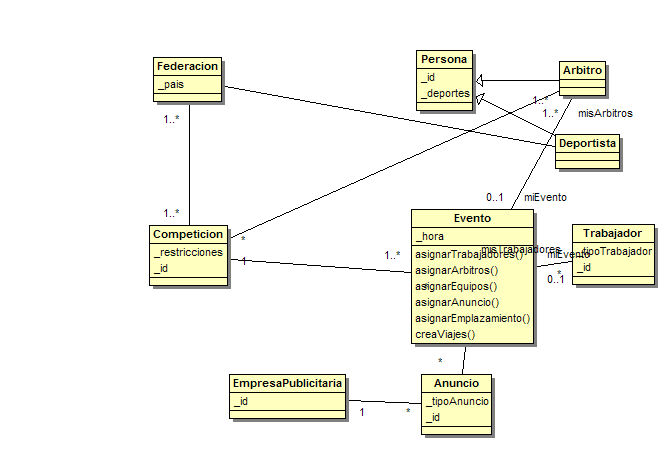 Federacion
_pais
Persona
_id
_deportes
Arbitro
1..*
1..*
misArbitros
1..*
Deportista
0..1
miEvento
1..*
Competicion
_restricciones
_id
*
1
1..*
Evento
_hora
asignarTrabajadores()
asignarArbitros()
asignarEquipos()
asignarAnuncio()
asignarEmplazamiento()
creaViajes()
misTrabajadores
*
miEvento
*
0..1
Trabajador
_tipoTrabajador
_id
*
EmpresaPublicitaria
_id
1
*
Anuncio
_tipoAnuncio
_id